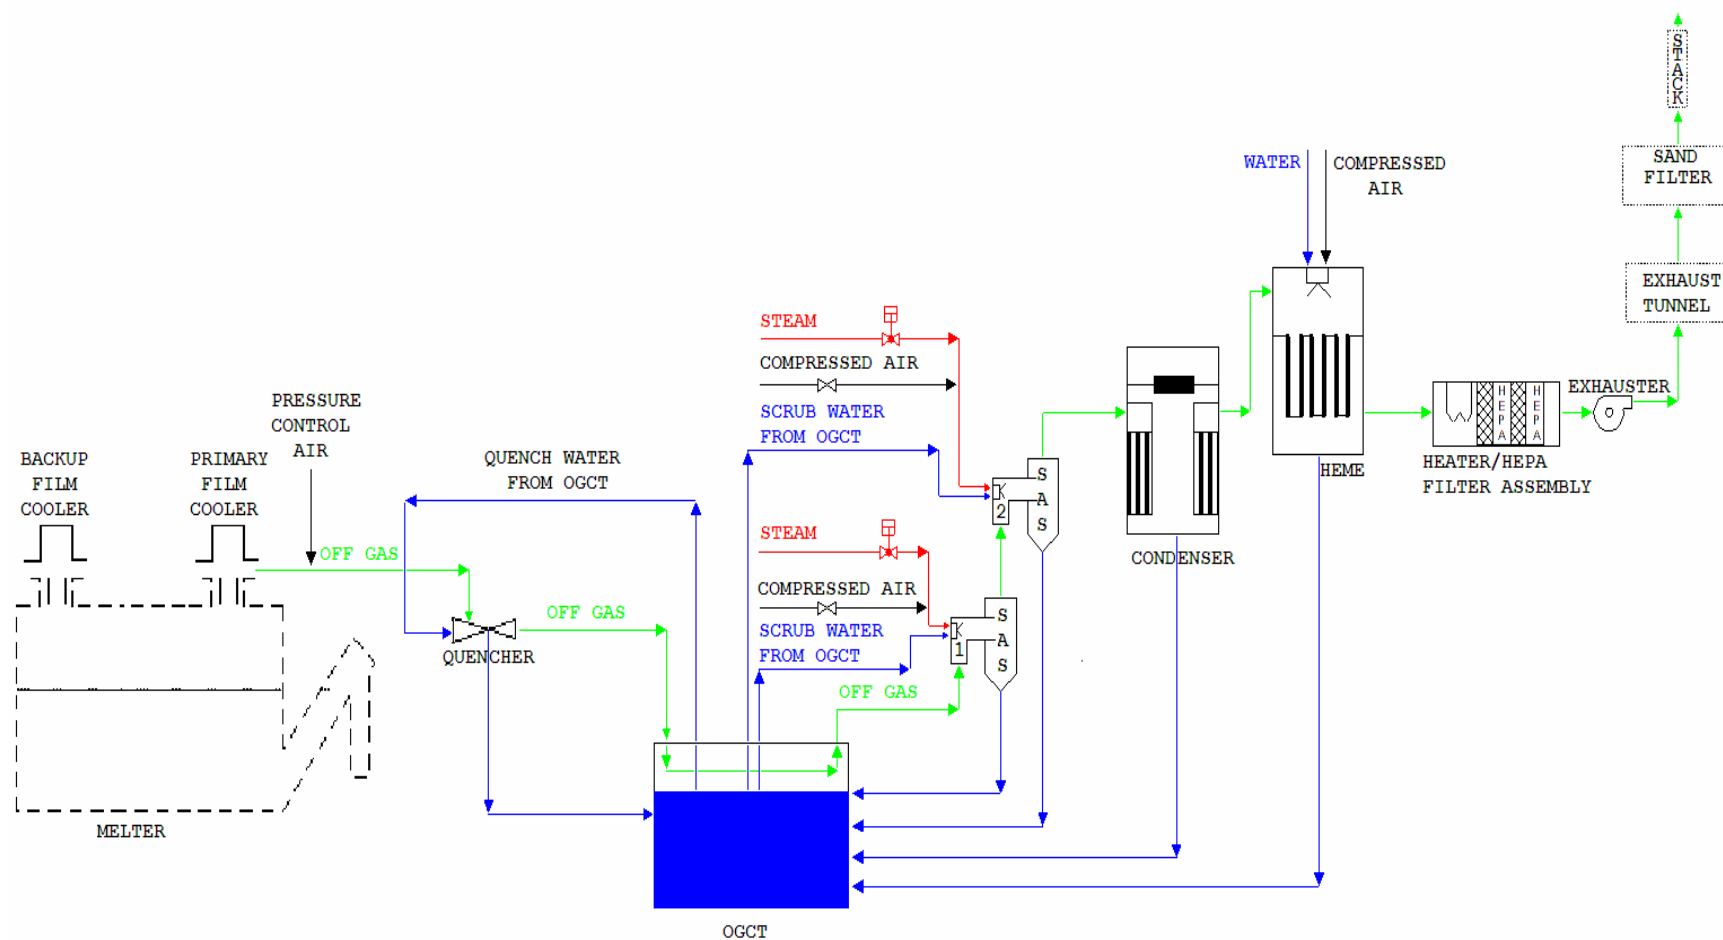 STACK
SAND
FILTER
WATER
COMPRESSED
AIR
EXHAUST
TUNNEL
STEAM
COMPRESSED AIR
SCRUB WATER
FROM OGCT
EXHAUSTER
PRESSURE
CONTROL
AIR
HEPA
HEPA
BACKUP
FILM
COOLER
PRIMARY
FILM
COOLER
QUENCH WATER
FROM OGCT
HEME
HEATER/HEPA
FILTER ASSEMBLY
SAS
2
STEAM
OFF GAS
CONDENSER
COMPRESSED AIR
OFF GAS
SCRUB WATER
FROM OGCT
SAS
1
QUENCHER
OFF GAS
MELTER
OGCT